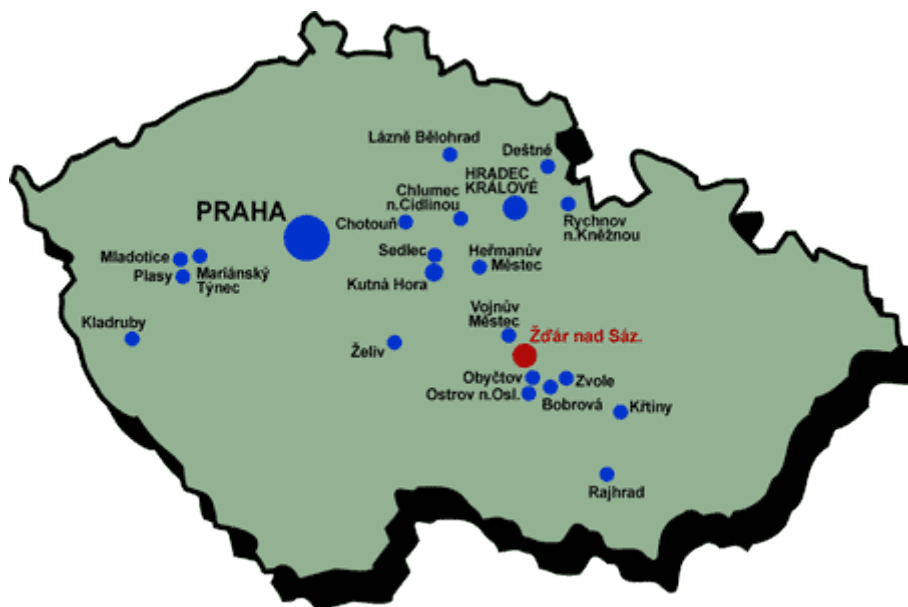 Lázně Bělohrad
Deštné
HRADEC
KRÁLOVÉ
Chlumec
n.Cidlinou
PRAHA
Chotouň
Rychnov
n.Kněžnou
Mladotice
Plasy
Mariánský
Týnec
Sedlec
Kutná Hora
Heřmanův
Městec
Vojnův
Městec
Kladruby
Želiv
Žďár nad Sáz.
Obyčtov
Zvole
Ostrov n.Osl.
Bobrová
Křtiny
Rajhrad